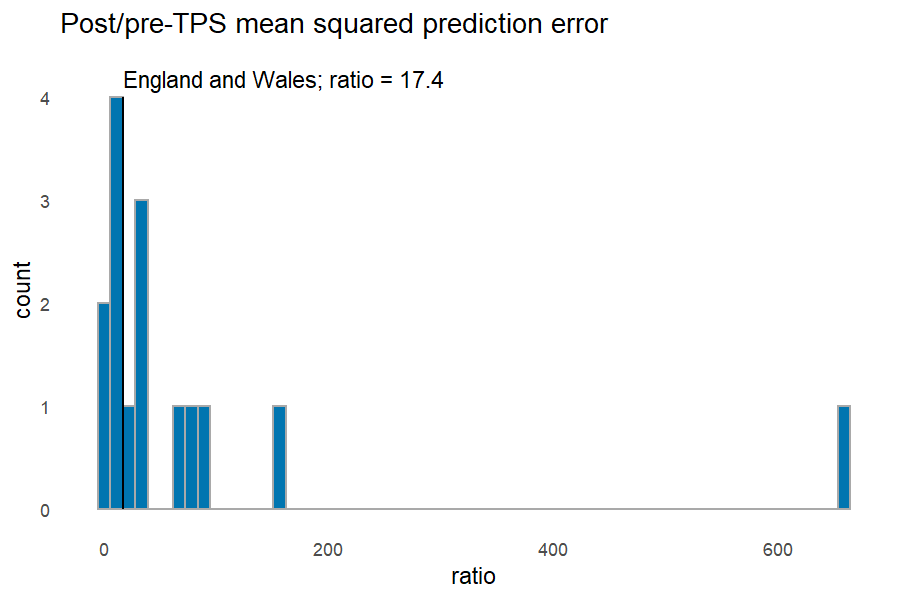 Post/pre-TPS mean squared prediction error
England and Wales; ratio = 17.4
4
3
2
1
0
count
0 200 400 600
ratio